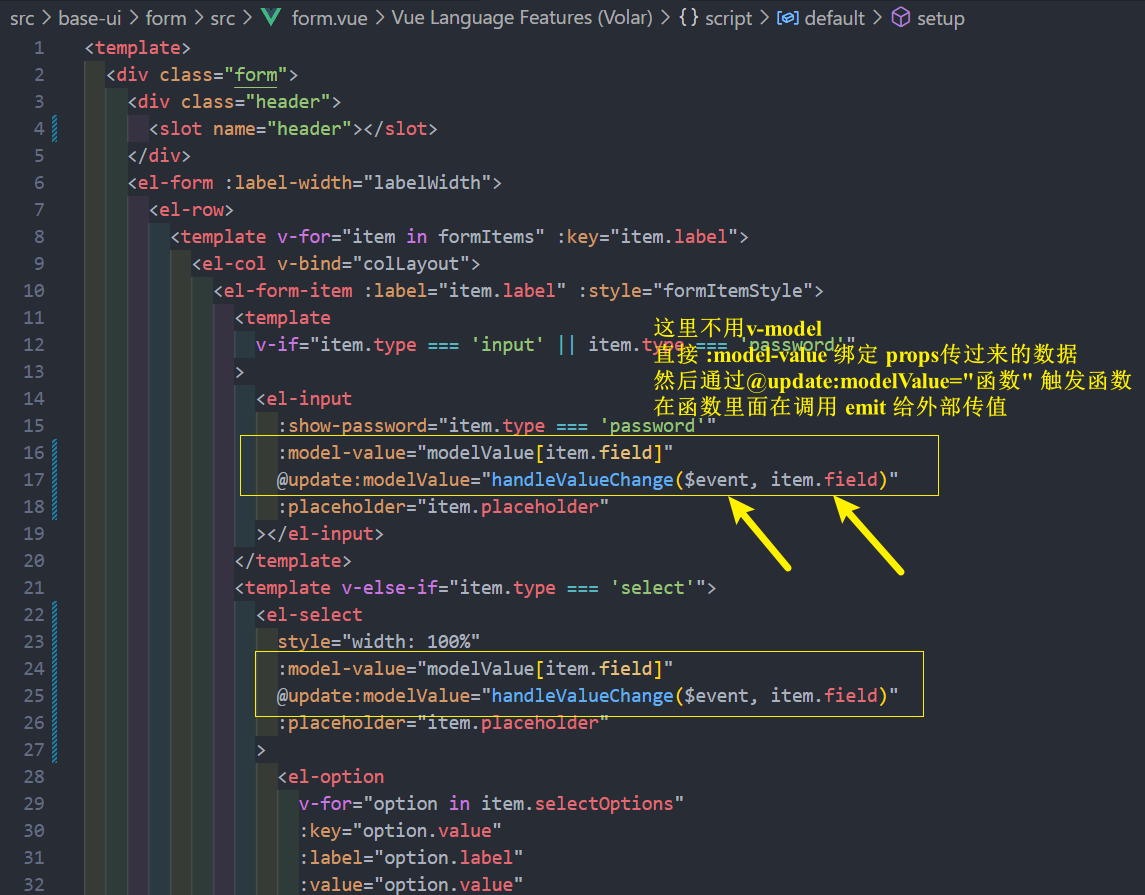 src > base-ui > form > src > form.vue > Vue Language Features (Volar) > {} script > default > setup
1 <template>
2 <div class="form">
3 <div class="header">
4 <slot name="header"></slot>
5 </div>
6 <el-form :label-width="labelWidth">
7 <el-row>
8 <template v-for="item in formItems" :key="item.label">
9 <el-col v-bind="colLayout">
10 <el-form-item :label="item.label" :style="formItemStyle">
11 <template
这里不用v-model
12 v-if="item.type === 'input' || item.type === 'password'"
直接 :model-value 绑定 props传过来的数据
13 >
然后通过@update:modelValue="函数" 触发函数
14 <el-input
在函数里面在调用 emit 给外部传值
15 :show-password="item.type === 'password'"
16 :model-value="modelValue[item.field]"
17 @update:modelValue="handleValueChange($event, item.field)"
18 :placeholder="item.placeholder"
19 ></el-input>
20 </template>
21 <template v-else-if="item.type === 'select'">
22 <el-select
23 style="width: 100%"
24 :model-value="modelValue[item.field]"
25 @update:modelValue="handleValueChange($event, item.field)"
26 :placeholder="item.placeholder"
27 >
28 <el-option
29 v-for="option in item.selectOptions"
30 :key="option.value"
31 :label="option.label"
32 :value="option.value"